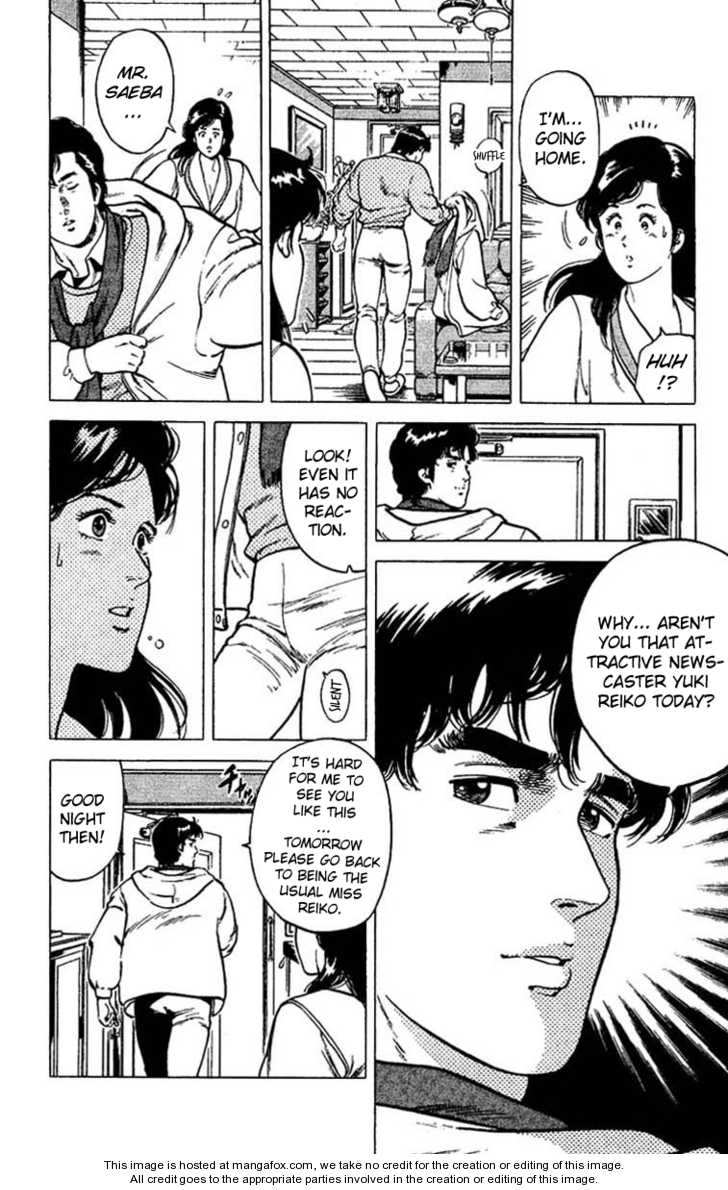 I'M...
GOING
HOME.
HUH
!?
SHUFFLE
MR.
SAEBA
...
WHY... AREN'T
YOU THAT AT-
TRACTIVE NEWS-
CASTER YUKI
REIKO TODAY?
LOOK!
EVEN IT
HAS NO
REAC-
TION.
SILENT
IT'S HARD
FOR ME TO
SEE YOU
LIKE THIS
...
TOMORROW
PLEASE GO BACK
TO BEING THE
USUAL MISS
REIKO.
GOOD
NIGHT
THEN!
This image is hosted at mangafox.com, we take no credit for the creation or editing of this image.
All credit goes to the appropriate parties involved in the creation or editing of this image.